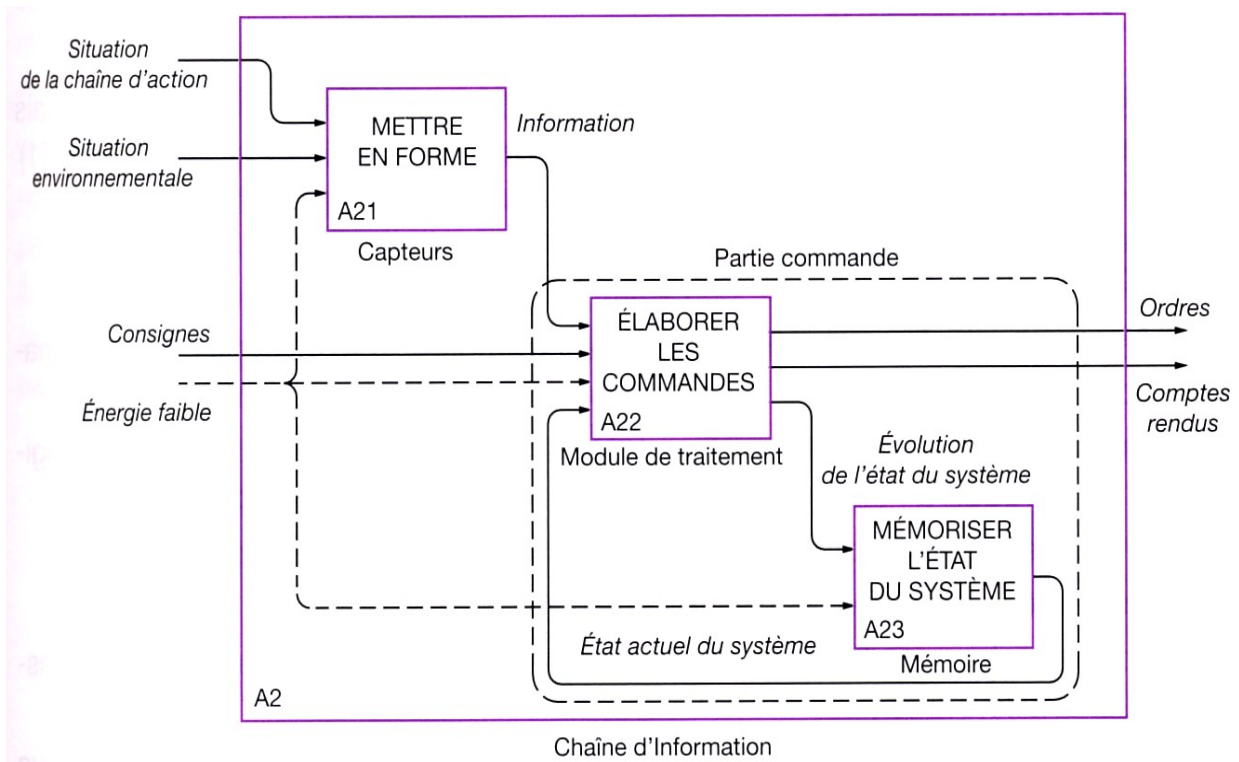 Situation
de la chaîne d'action
Situation
environnementale
METTRE
EN FORME
A21
Capteurs
Information
Partie commande
Consignes
Énergie faible
ÉLABORER
LES
COMMANDES
A22
Module de traitement
Ordres
Comptes
rendus
Évolution
de l'état du système
MÉMORISER
L'ÉTAT
DU SYSTÈME
A23
Mémoire
État actuel du système
A2
Chaîne d'Information